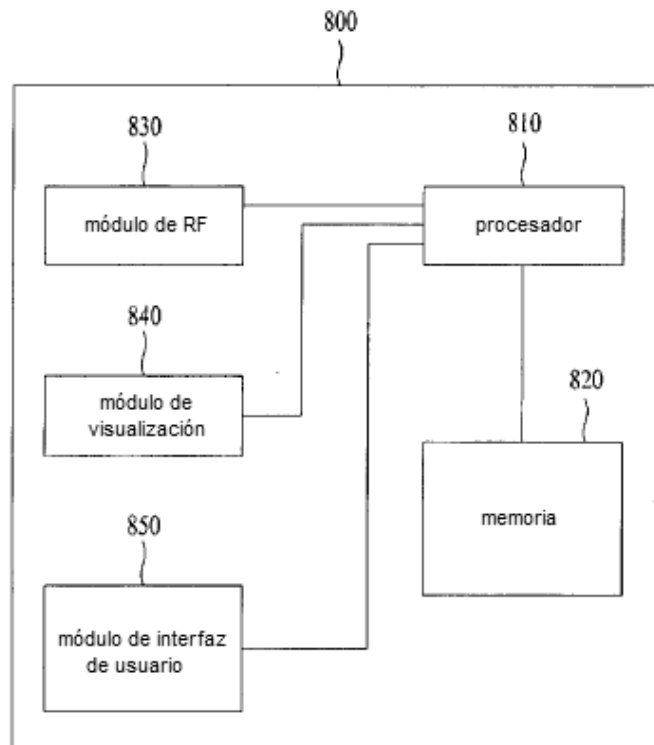 800
830
810
módulo de RF
procesador
840
módulo de
visualización
820
memoria
850
módulo de interfaz
de usuario